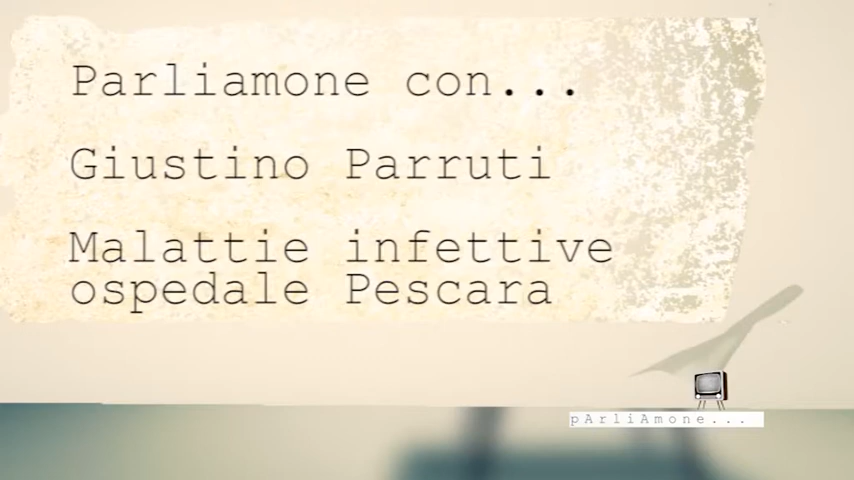 Parliamone con...
Giustino Parruti
Malattie infettive
ospedale Pescara
pArliAmone...